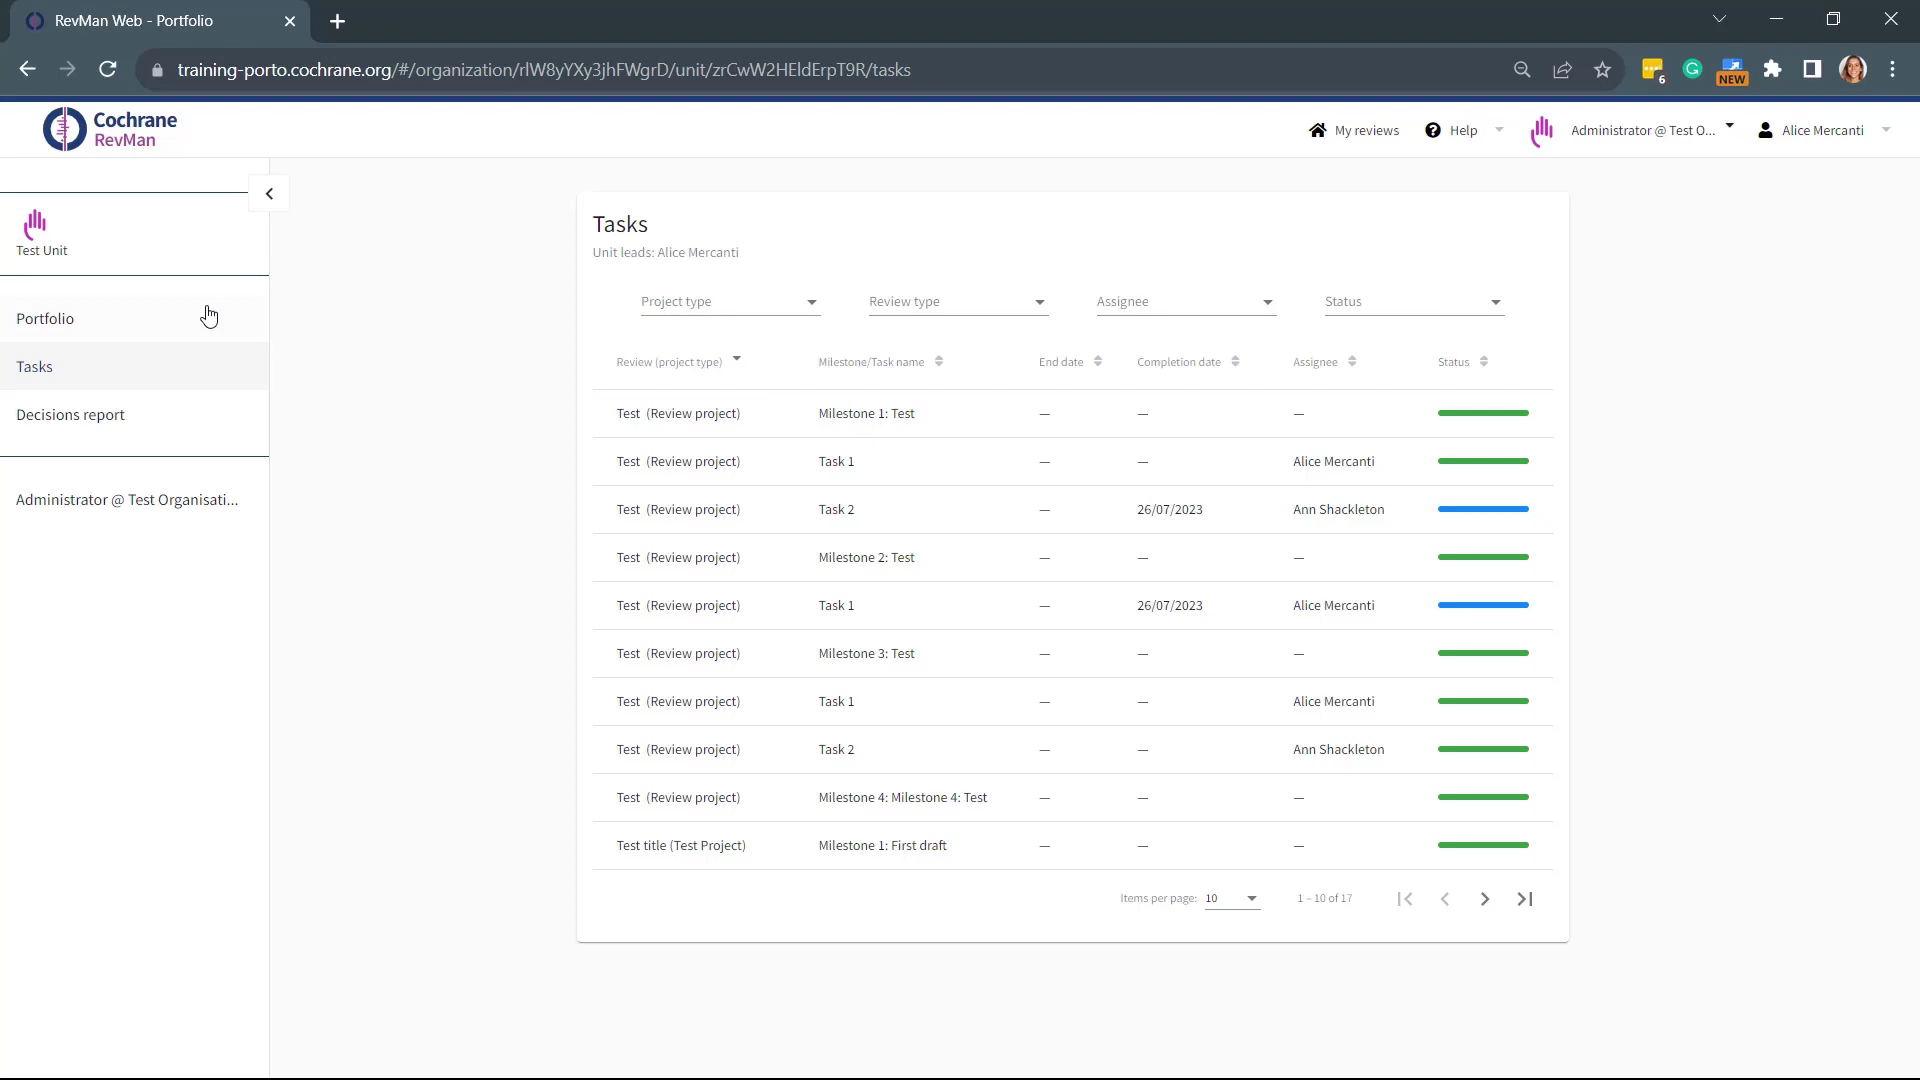 RevMan Web - Portfolio
training-porto.cochrane.org/#/organization/rlW8yYXy3jhFWgrD/unit/zrCwW2HEldErpT9R/tasks
6
NEW
Cochrane
RevMan
My reviews
Help
Administrator @ Test O...
Alice Mercanti
Test Unit
Portfolio
Tasks
Decisions report
Administrator @ Test Organisati...
Tasks
Unit leads: Alice Mercanti
Project type Review type Assignee Status
Review (project type) Milestone/Task name End date Completion date Assignee Status
Test (Review project) Milestone 1: Test — — —
Test (Review project) Task 1 — — Alice Mercanti
Test (Review project) Task 2 — 26/07/2023 Ann Shackleton
Test (Review project) Milestone 2: Test — — —
Test (Review project) Task 1 — 26/07/2023 Alice Mercanti
Test (Review project) Milestone 3: Test — — —
Test (Review project) Task 1 — — Alice Mercanti
Test (Review project) Task 2 — — Ann Shackleton
Test (Review project) Milestone 4: Milestone 4: Test — — —
Test title (Test Project) Milestone 1: First draft — — —
Items per page: 10 1 – 10 of 17